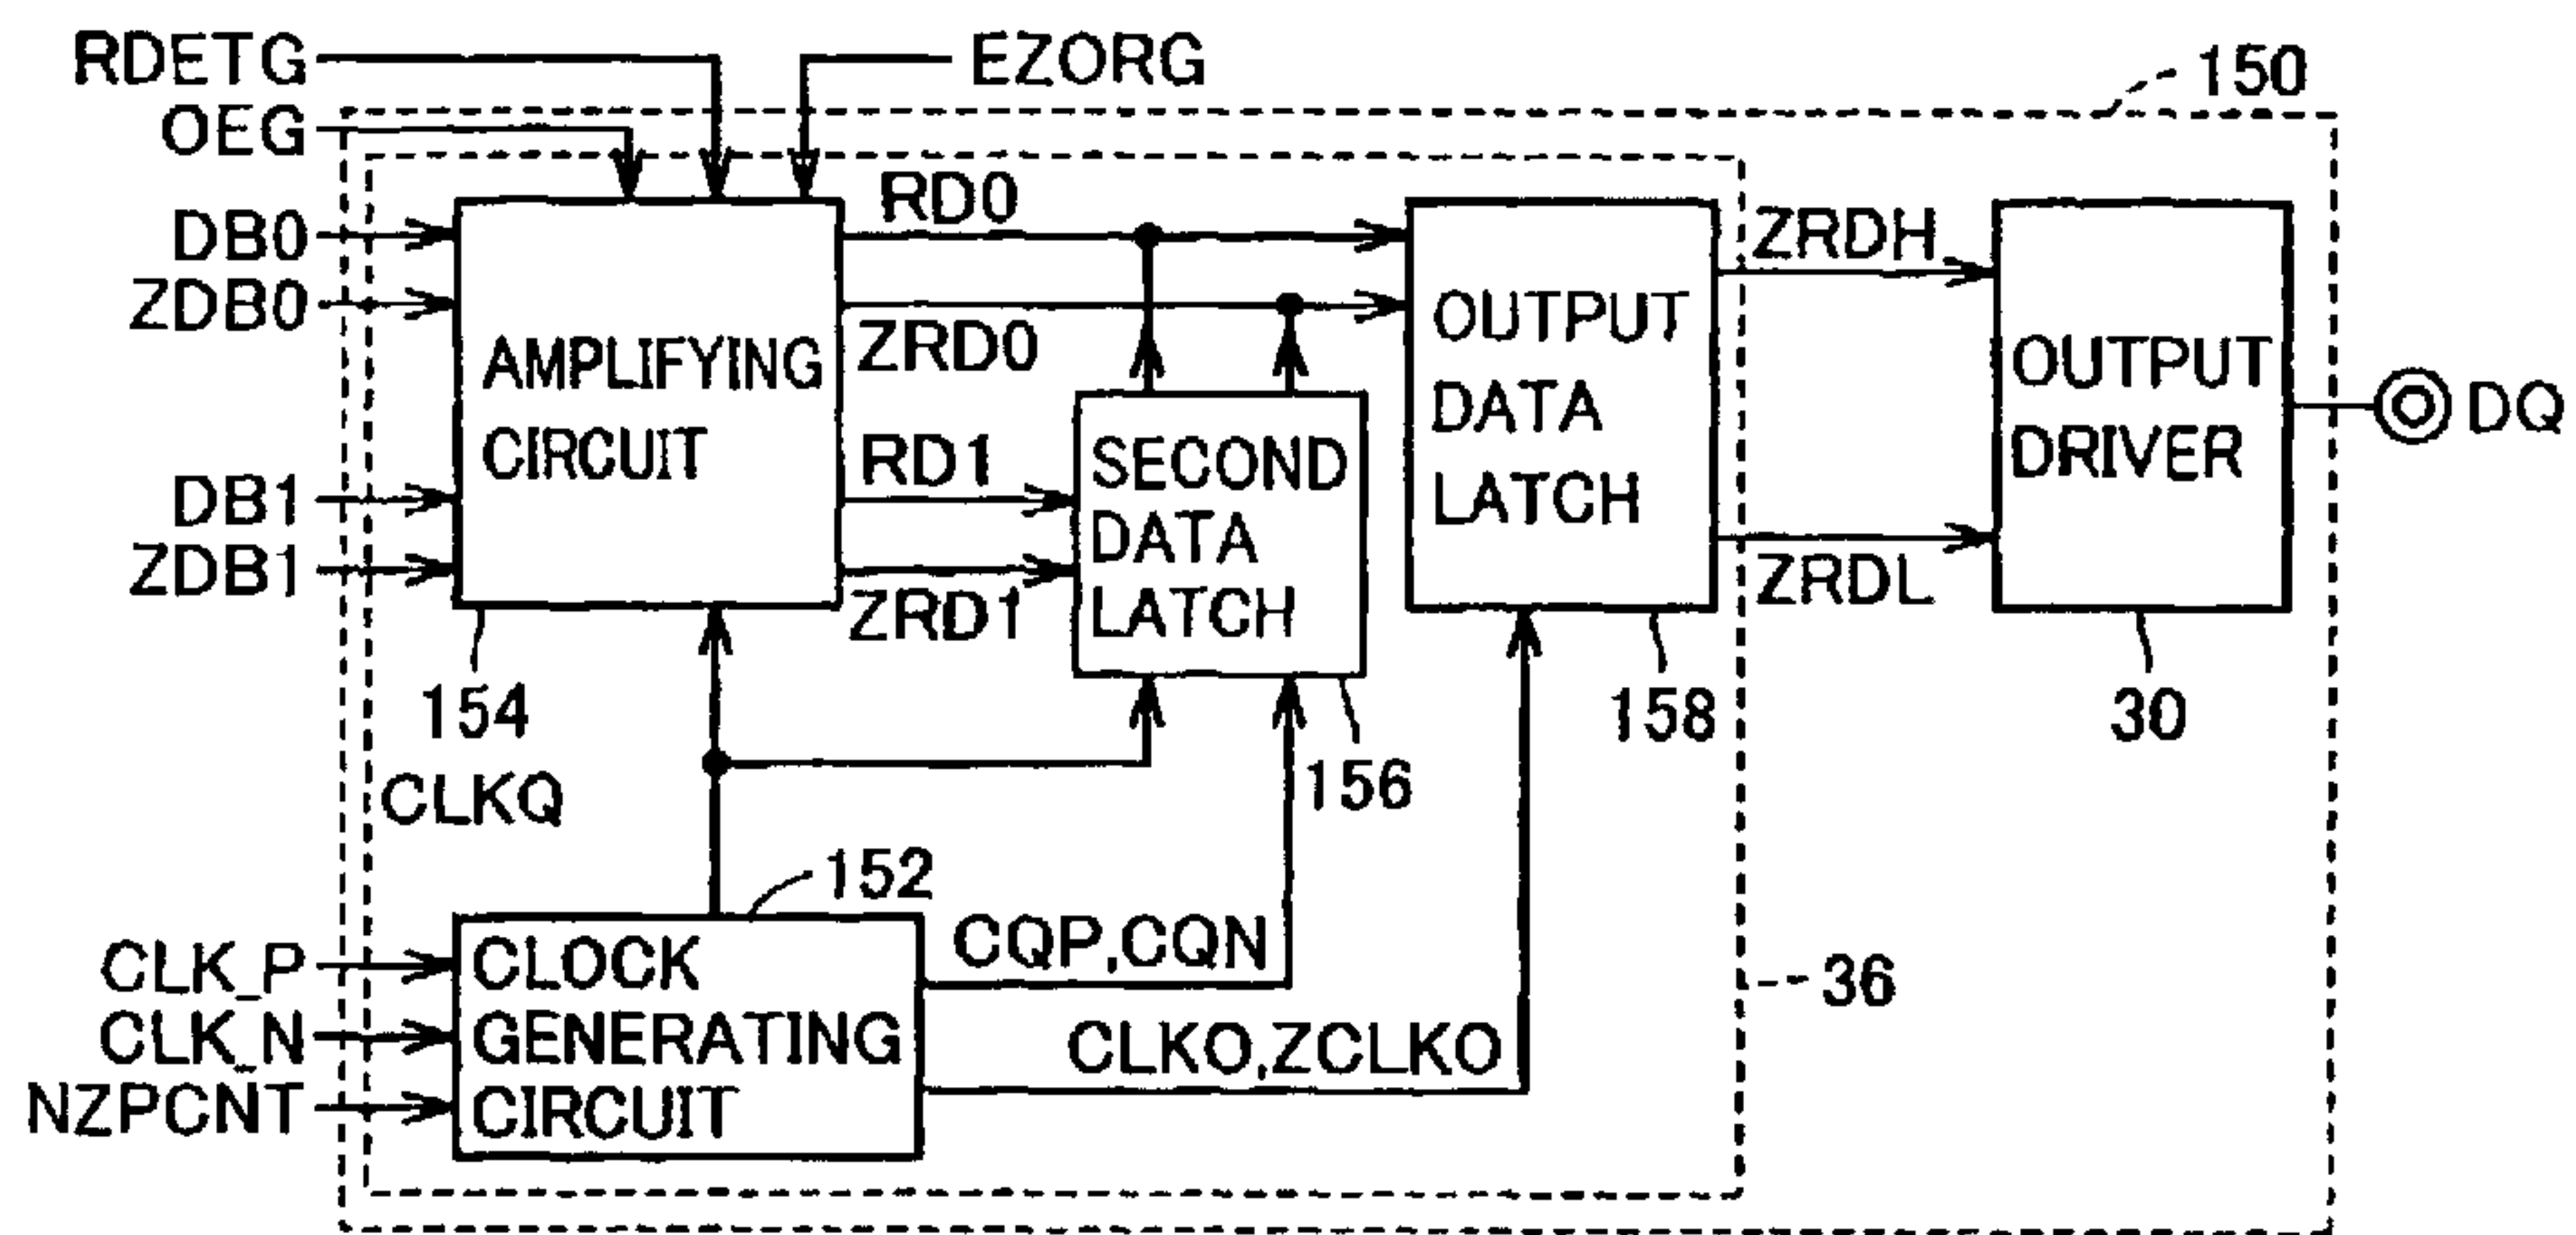 RDETG
EZORG
150
OEG
RD0
DB0
ZRDH
ZDB0
ZRD0
AMPLIFYING
CIRCUIT
OUTPUT
DATA
LATCH
OUTPUT
DRIVER
DQ
DB1
RD1
SECOND
DATA
LATCH
ZDB1
ZRD1
ZRDL
154
158
30
156
CLKQ
152
CLK_P
CLK_N
NZPCNT
CLOCK
GENERATING
CIRCUIT
CQP,CQN
36
CLKO,ZCLKO